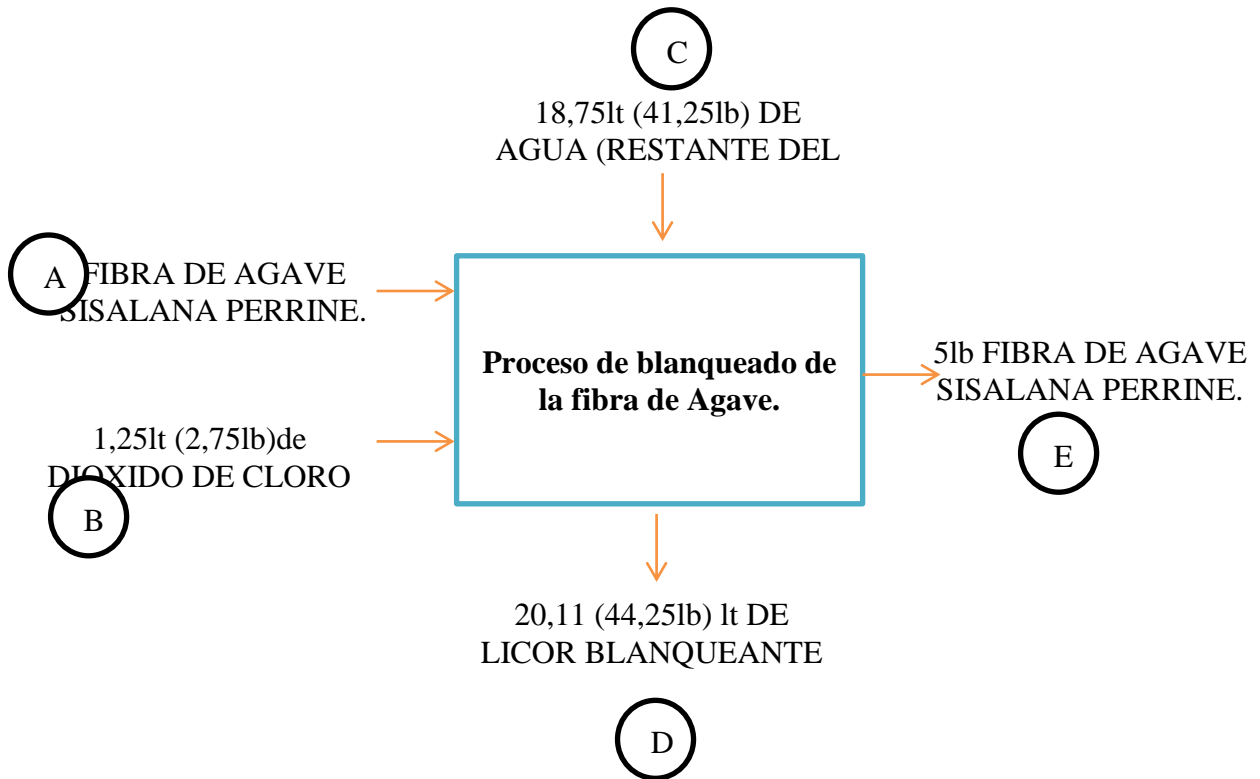 C
18,75lt (41,25lb) DE
AGUA (RESTANTE DEL
A
FIBRA DE AGAVE
SISALANA PERRINE.
Proceso de blanqueado de
la fibra de Agave.
5lb FIBRA DE AGAVE
SISALANA PERRINE.
E
1,25lt (2,75lb)de
DIOXIDO DE CLORO
B
20,11 (44,25lb) lt DE
LICOR BLANQUEANTE
D